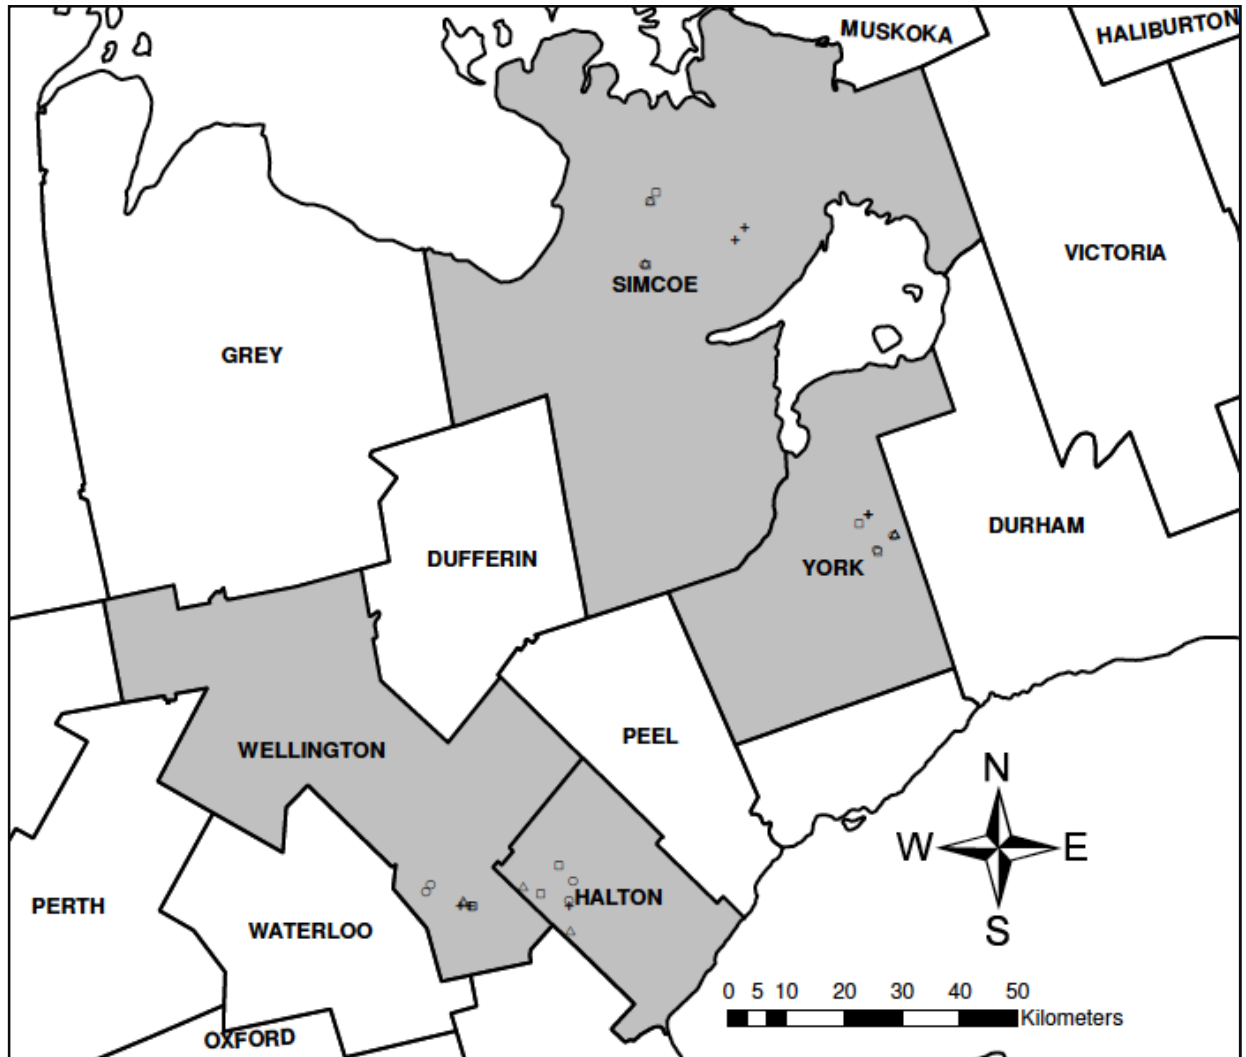 MUSKOKA
HALIBURTON
VICTORIA
SIMCOE
GREY
DURHAM
DUFFERIN
YORK
PEEL
WELLINGTON
N
W E
S
HALTON
PERTH
WATERLOO
0 5 10 20 30 40 50
Kilometers
OXFORD